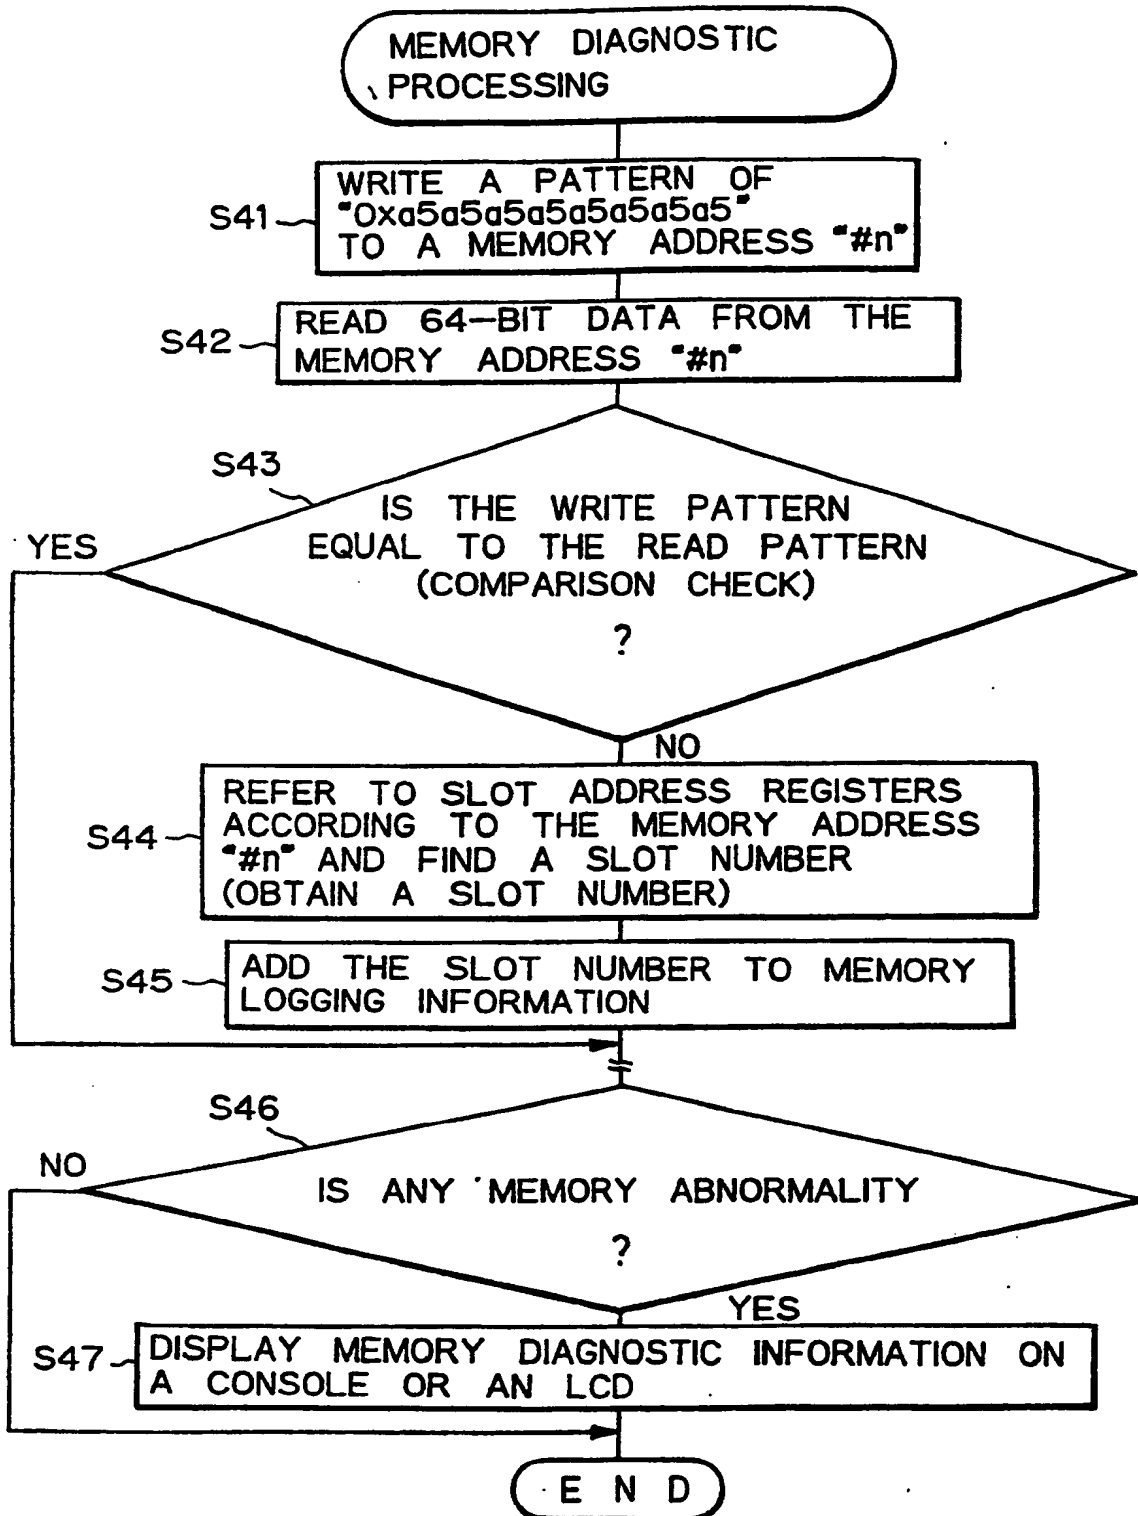 MEMORY DIAGNOSTIC
PROCESSING
S41
WRITE A PATTERN OF
"0xa5a5a5a5a5a5a5a5"
TO A MEMORY ADDRESS "#n"
S42
READ 64-BIT DATA FROM THE
MEMORY ADDRESS "#n"
S43
IS THE WRITE PATTERN
EQUAL TO THE READ PATTERN
(COMPARISON CHECK)
?
YES
NO
S44
REFER TO SLOT ADDRESS REGISTERS
ACCORDING TO THE MEMORY ADDRESS
"#n" AND FIND A SLOT NUMBER
(OBTAIN A SLOT NUMBER)
S45
ADD THE SLOT NUMBER TO MEMORY
LOGGING INFORMATION
S46
NO
IS ANY MEMORY ABNORMALITY
?
YES
S47
DISPLAY MEMORY DIAGNOSTIC INFORMATION ON
A CONSOLE OR AN LCD
END